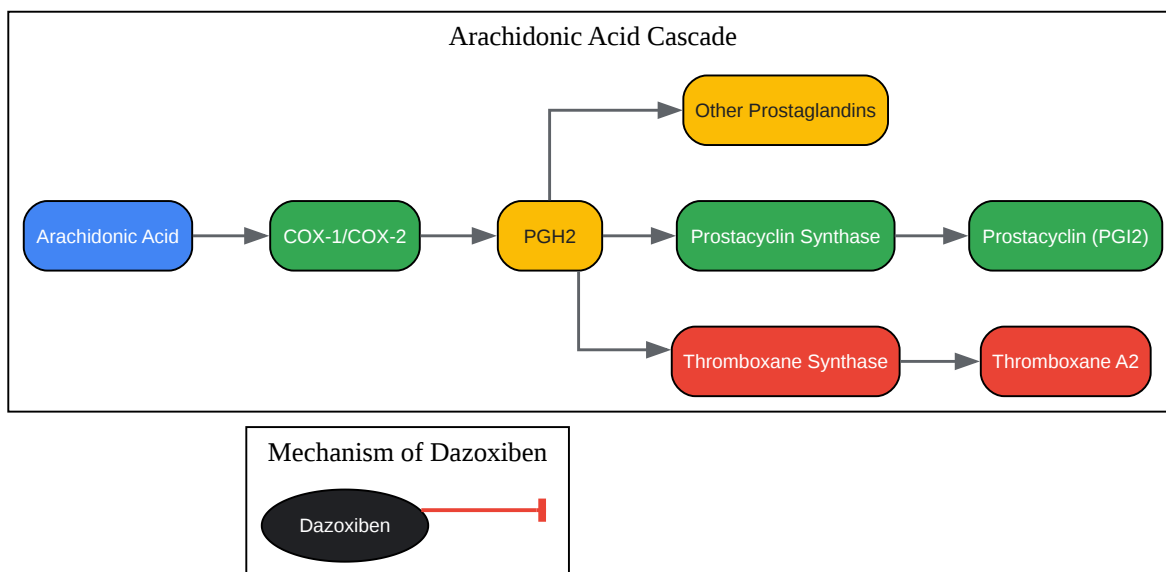 Arachidonic Acid Cascade
Other Prostaglandins
Arachidonic Acid
COX-1/COX-2
PGH2
Prostacyclin Synthase
Prostacyclin (PGI2)
Thromboxane Synthase
Thromboxane A2
Mechanism of Dazoxiben
Dazoxiben